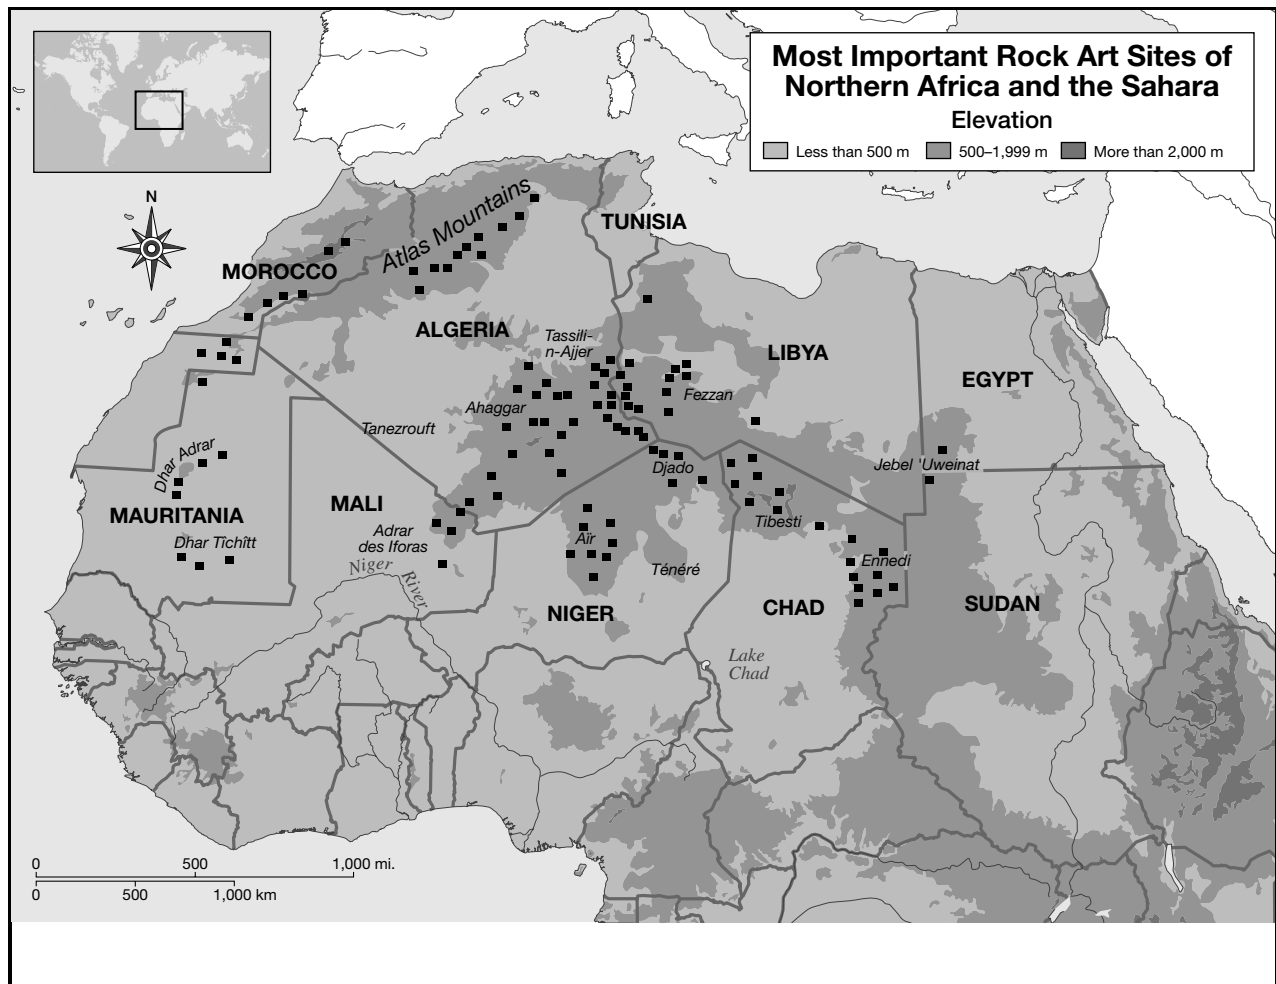 Most Important Rock Art Sites of
Northern Africa and the Sahara
Elevation
Less than 500 m
500–1,999 m
More than 2,000 m
N
Atlas Mountains
TUNISIA
MOROCCO
ALGERIA
Tassili-
n-Ajjer
LIBYA
EGYPT
Fezzan
Ahaggar
Tanezrouft
Dhar Adrar
Djado
Jebel 'Uweinat
MALI
MAURITANIA
Tibesti
Adrar
des Iforas
Dhar Tìchîtt
Aïr
Ténéré
Ennedi
Niger
River
NIGER
CHAD
SUDAN
Lake
Chad
0 500 1,000 mi.
0 500 1,000 km